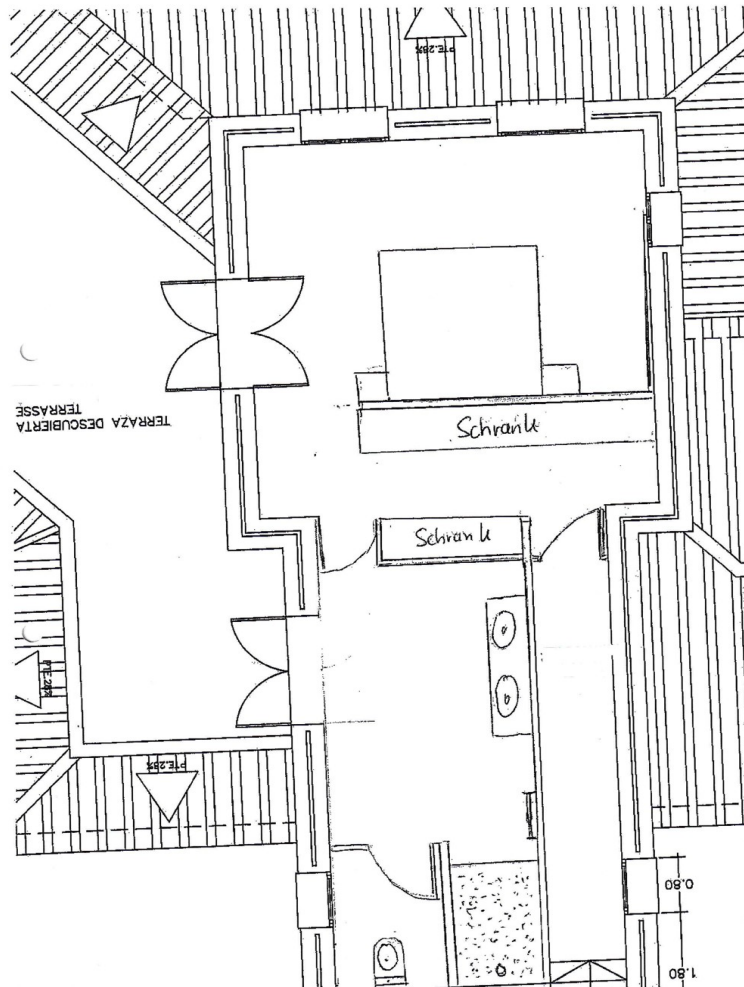 PTE.28%
TERRAZA DESCUBIERTA
TERRASSE
Schrank
Schrank
PTE.28%
PTE.28%
0.80
1.80